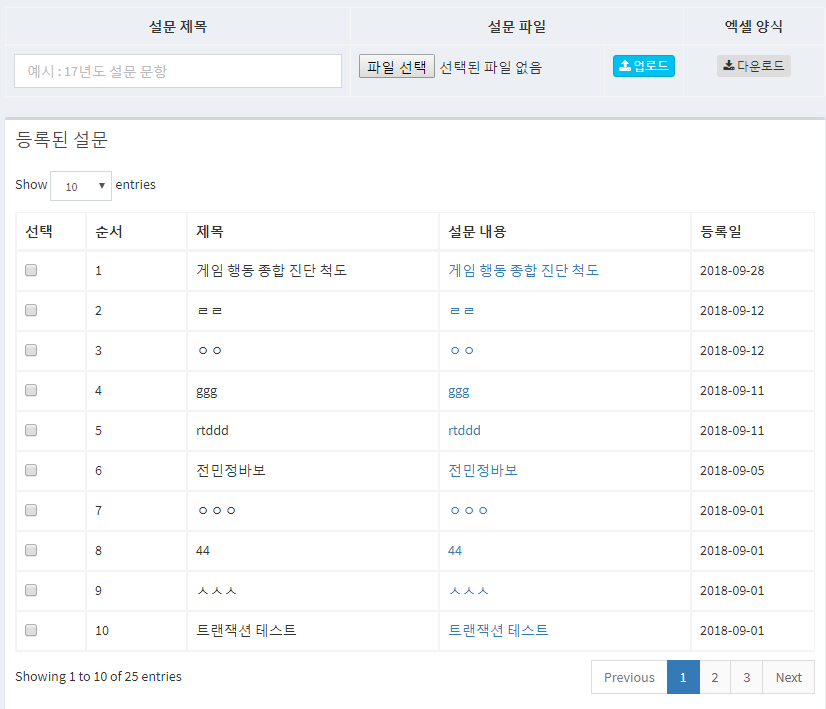 설문 제목 설문 파일 엑셀 양식
예시 : 17년도 설문 문항 파일 선택 선택된 파일 없음 업로드 다운로드
등록된 설문
Show 10 entries
선택 순서 제목 설문 내용 등록일
1 게임 행동 종합 진단 척도 게임 행동 종합 진단 척도 2018-09-28
2 ㄹㄹ ㄹㄹ 2018-09-12
3 ㅇㅇ ㅇㅇ 2018-09-12
4 ggg ggg 2018-09-11
5 rtddd rtddd 2018-09-11
6 전민정바보 전민정바보 2018-09-05
7 ㅇㅇㅇ ㅇㅇㅇ 2018-09-01
8 44 44 2018-09-01
9 ㅅㅅㅅ ㅅㅅㅅ 2018-09-01
10 트랜잭션 테스트 트랜잭션 테스트 2018-09-01
Showing 1 to 10 of 25 entries Previous 1 2 3 Next